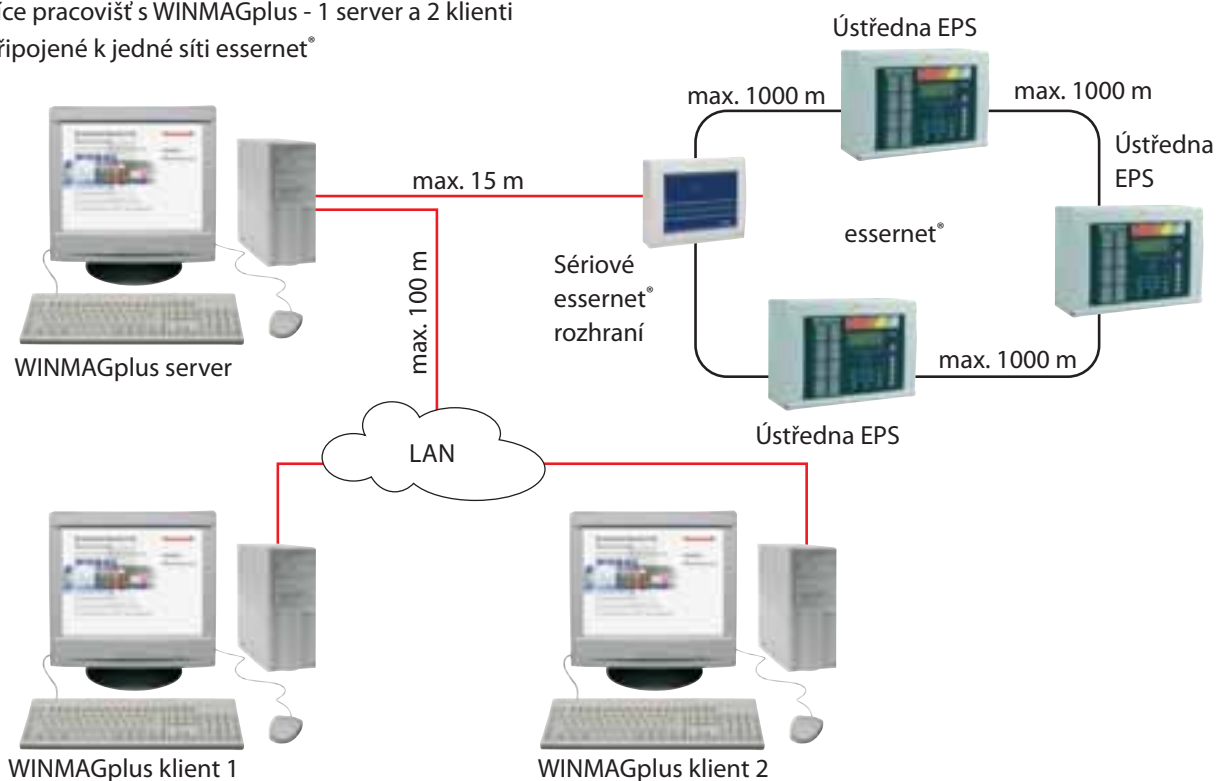 íce pracovišť s WINMAGplus - 1 server a 2 klienti
řipojené k jedné síti essernet®
Ústředna EPS
max. 1000 m
max. 1000 m
Ústředna
EPS
max. 15 m
essernet®
Sériové
essernet®
rozhraní
max. 100 m
max. 1000 m
WINMAGplus server
Ústředna EPS
LAN
WINMAGplus klient 1
WINMAGplus klient 2